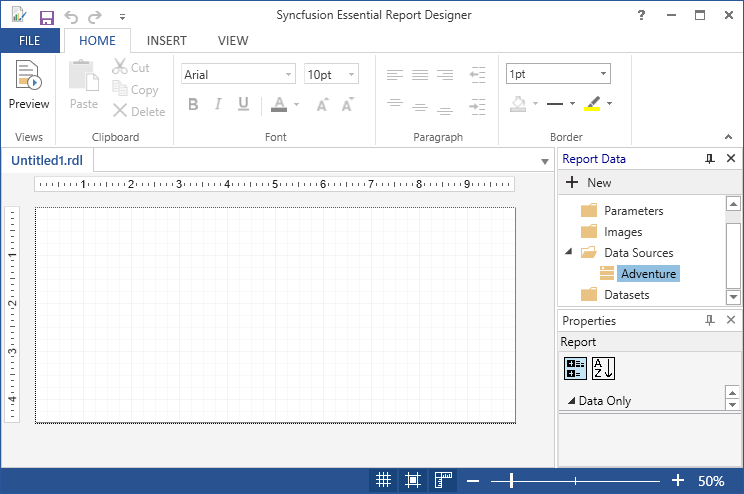 Syncfusion Essential Report Designer
?
FILE HOME INSERT VIEW
Preview
Paste
Cut
Copy
Delete
Arial 10pt
B I U A A A
1pt
Views Clipboard Font Paragraph Border
Untitled1.rdl
1 2 3 4 5 6 7 8 9
1
2
3
4
Report Data
+ New
Parameters
Images
Data Sources
Adventure
Datasets
Properties
Report
A
Z
Data Only
50%